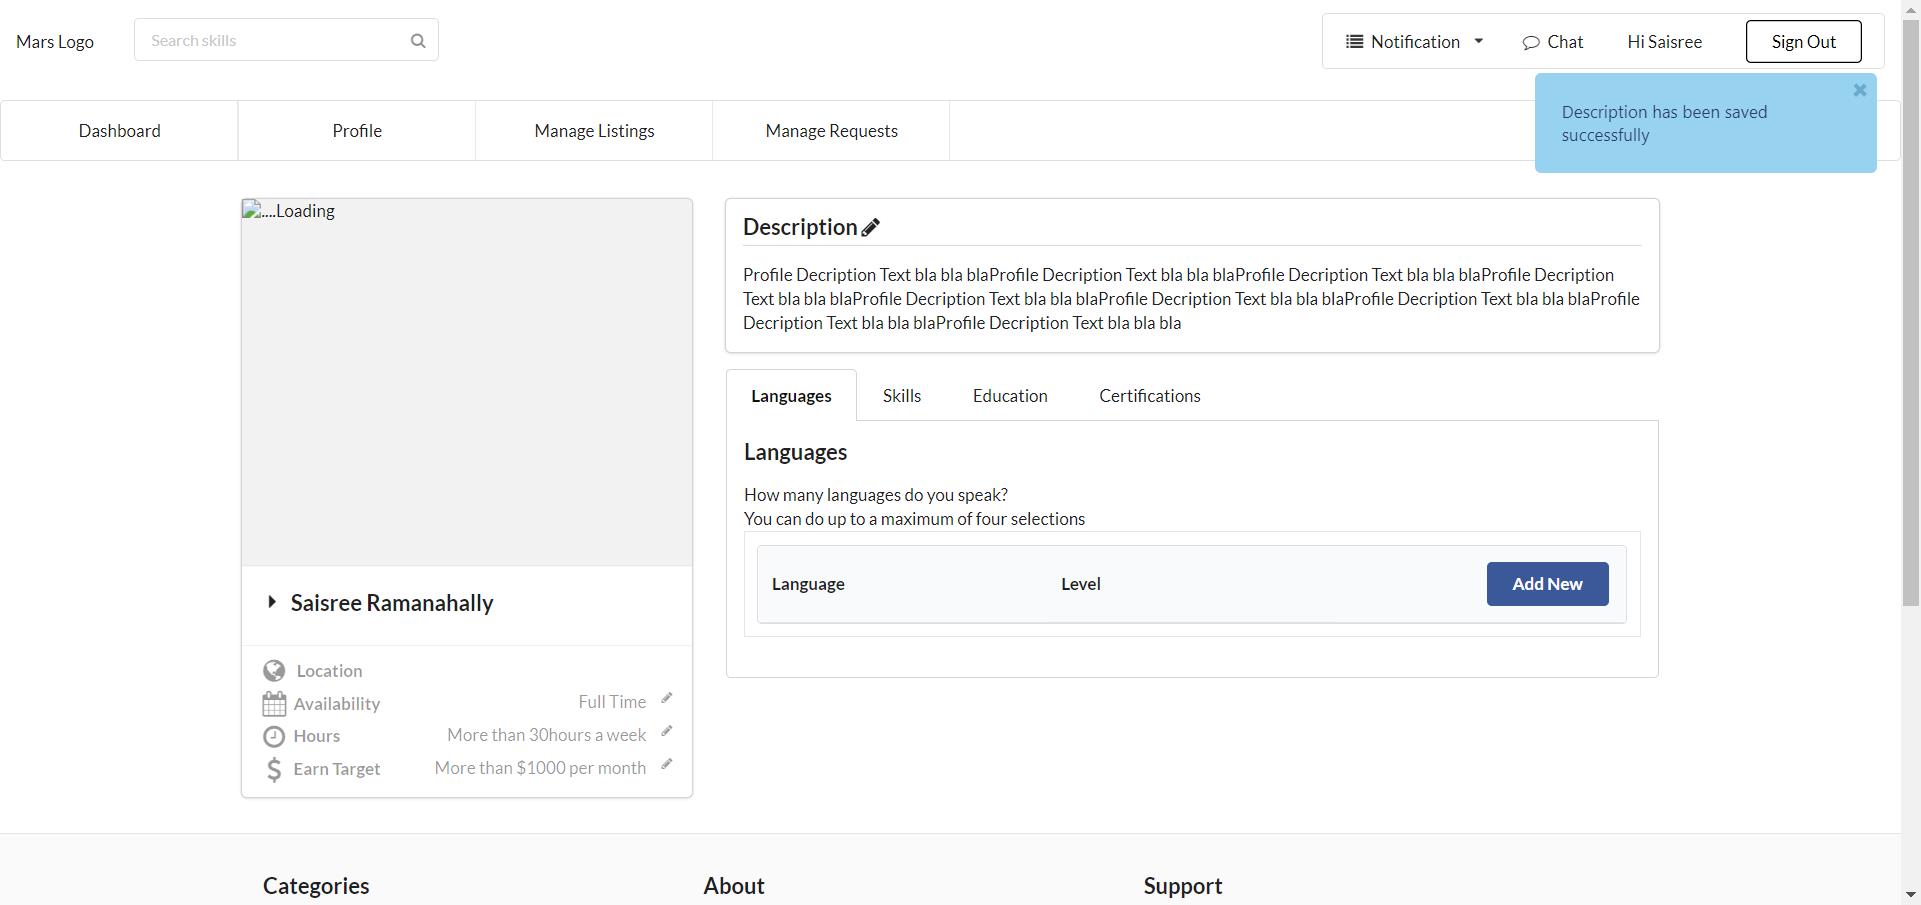 Mars Logo
Search skills
Notification
Chat
Hi Saisree
Sign Out
Description has been saved
successfully
Dashboard
Profile
Manage Listings
Manage Requests
....Loading
Description
Profile Decription Text bla bla blaProfile Decription Text bla bla blaProfile Decription Text bla bla blaProfile Decription
Text bla bla blaProfile Decription Text bla bla blaProfile Decription Text bla bla blaProfile Decription Text bla bla blaProfile
Decription Text bla bla blaProfile Decription Text bla bla bla
Saisree Ramanahally
Location
Availability
Full Time
Hours
More than 30hours a week
Earn Target
More than $1000 per month
Languages
Skills
Education
Certifications
Languages
How many languages do you speak?
You can do up to a maximum of four selections
Language
Level
Add New
Categories
About
Support